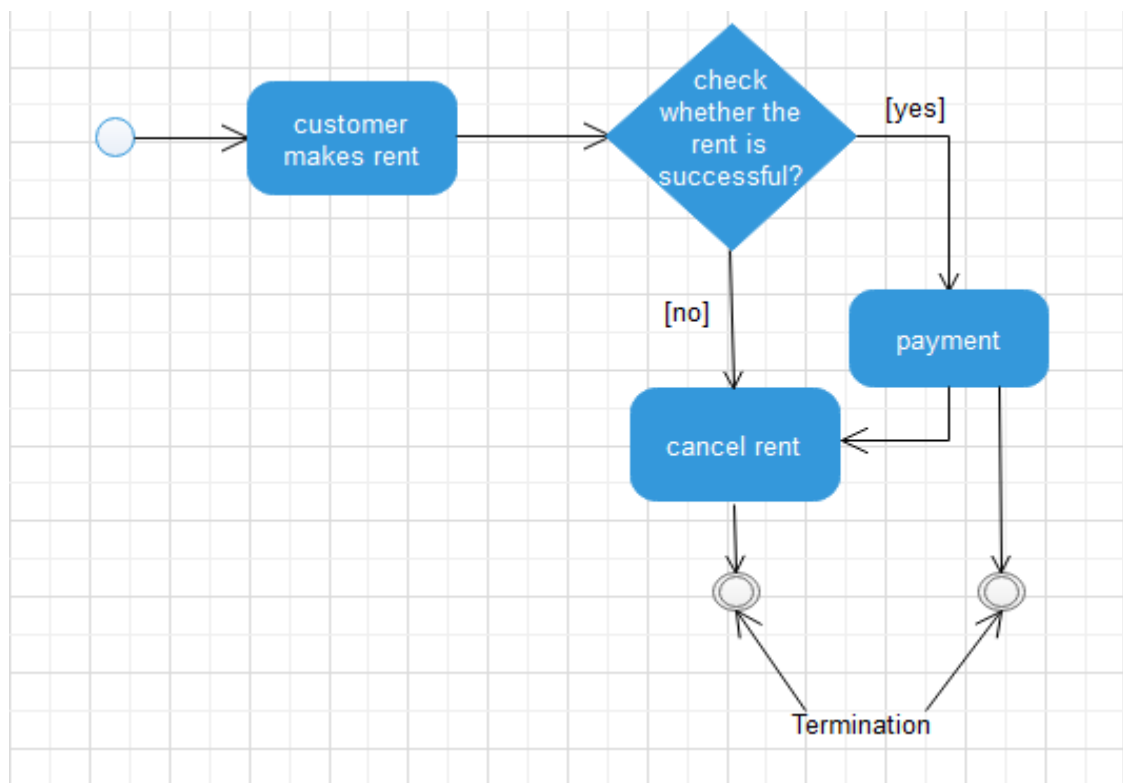 customer
makes rent
check
whether the
rent is
successful?
[yes]
[no]
payment
cancel rent
Termination